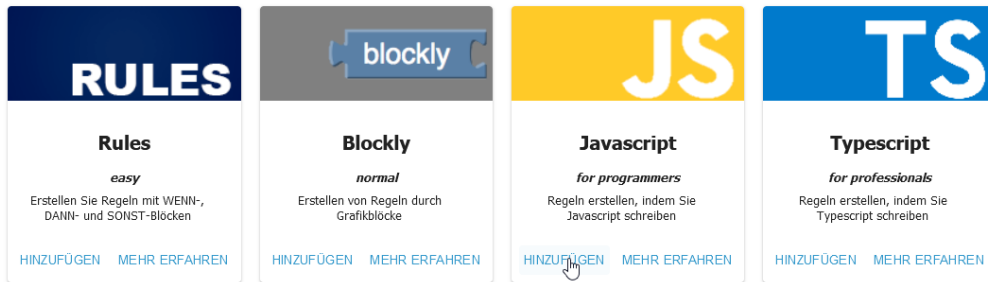 RULES
Rules
easy
Erstellen Sie Regeln mit WENN-,
DANN- und SONST-Blöcken
HINZUFÜGEN MEHR ERFAHREN
blockly
Blockly
normal
Erstellen von Regeln durch
Grafikblöcke
HINZUFÜGEN MEHR ERFAHREN
JS
Javascript
for programmers
Regeln erstellen, indem Sie
Javascript schreiben
HINZUFÜGEN MEHR ERFAHREN
TS
Typescript
for professionals
Regeln erstellen, indem Sie
Typescript schreiben
HINZUFÜGEN MEHR ERFAHREN